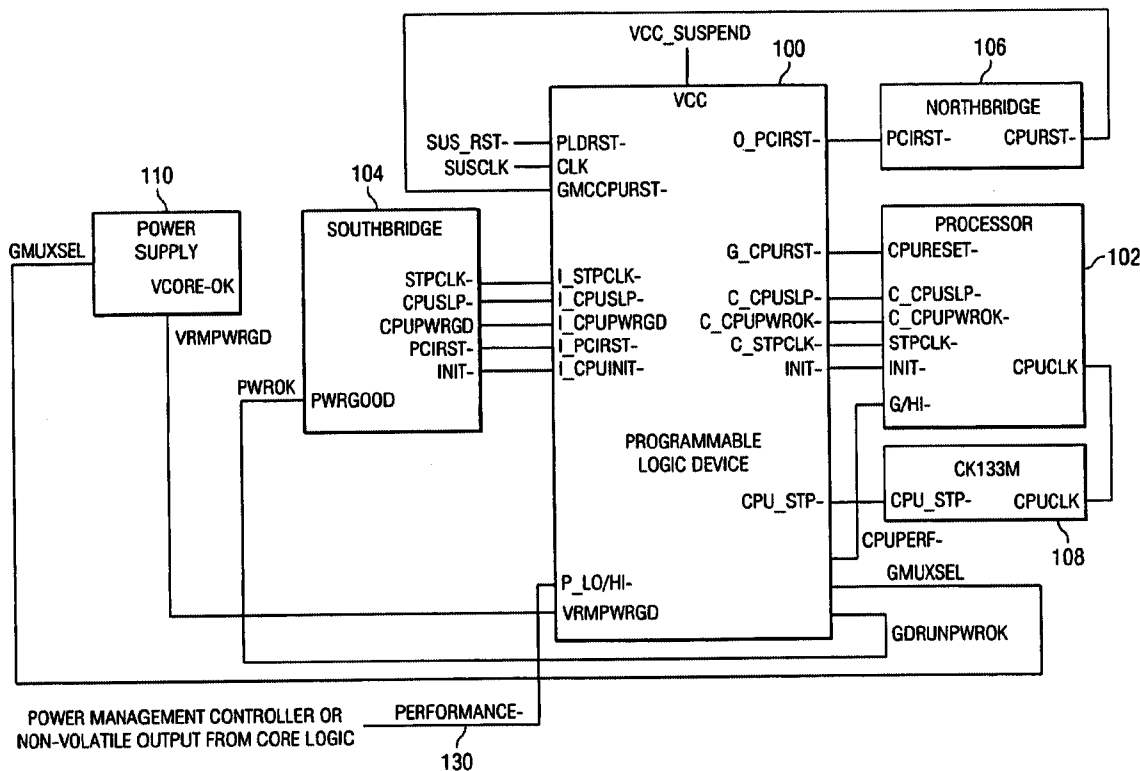 VCC_SUSPEND
100
106
VCC
NORTHBRIDGE
SUS_RST-
PLDRST-
O_PCIRST-
PCIRST-
CPURST-
SUSCLK
CLK
GMCCPURST-
110
104
POWER
SUPPLY
SOUTHBRIDGE
PROCESSOR
GMUXSEL
G_CPURST-
CPURESET-
102
VCORE-OK
STPCLK-
I_STPCLK-
CPUSLP-
I_CPUSLP-
C_CPUSLP-
C_CPUSLP-
CPUPWRGD
I_CPUPWRGD
C_CPUPWROK-
C_CPUPWROK-
VRMPWRGD
PCIRST-
I_PCIRST-
C_STPCLK-
STPCLK-
INIT-
I_CPUINIT-
INIT-
INIT-
CPUCLK
PWROK
PWRGOOD
G/HI-
PROGRAMMABLE
LOGIC DEVICE
CK133M
CPU_STP-
CPU_STP-
CPUCLK
CPUPERF-
108
P_LO/HI-
GMUXSEL
VRMPWRGD
GDRUNPWROK
POWER MANAGEMENT CONTROLLER OR
NON-VOLATILE OUTPUT FROM CORE LOGIC
PERFORMANCE-
130